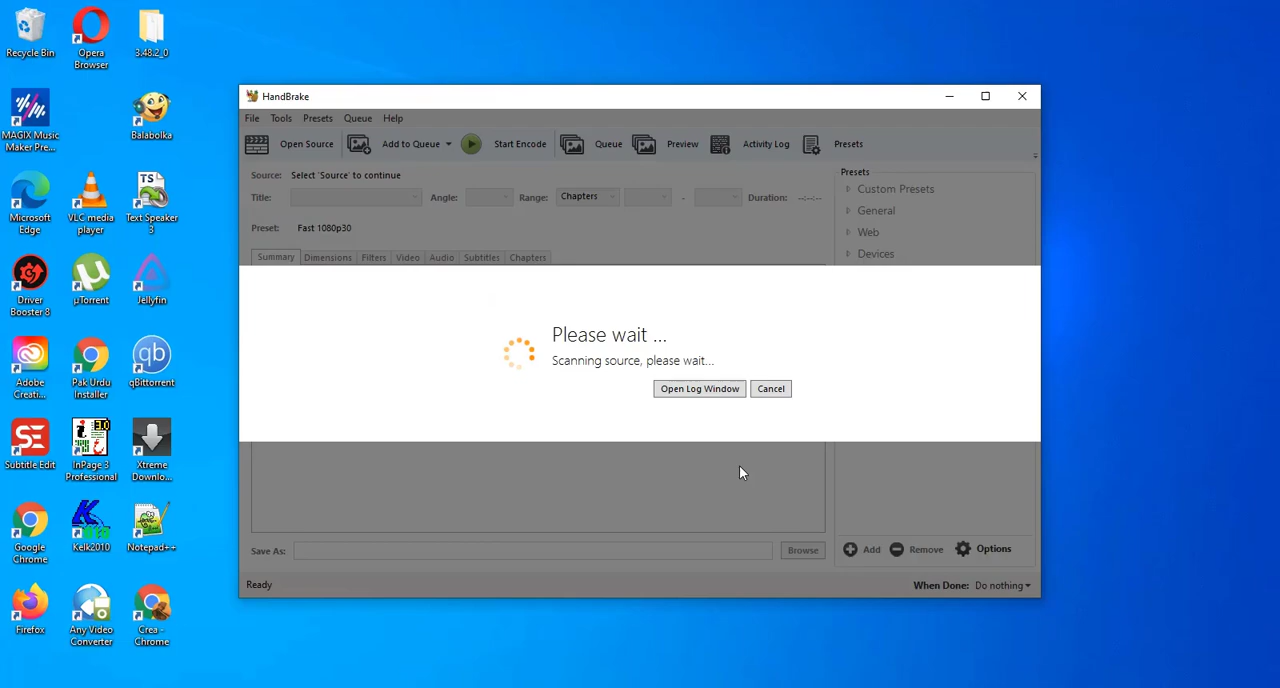 Recycle Bin
Opera
Browser
3.48.2_0
MAGIX Music
Maker Pre...
Balabolka
Microsoft
Edge
VLC media
player
TS
Text Speaker
3
Driver
Booster 8
µTorrent
Jellyfin
Adobe
Creati...
Pak Urdu
Installer
qb
qBittorrent
SE
Subtitle Edit
3.0
InPage 3
Professional
Xtreme
Downlo...
Google
Chrome
Kelk2010
Notepad++
Firefox
Any Video
Converter
Crea -
Chrome
HandBrake
File Tools Presets Queue Help
Open Source Add to Queue Start Encode Queue Preview Activity Log Presets
Source: Select 'Source' to continue
Title: Angle: Range: Chapters - Duration: --:--:--
Preset: Fast 1080p30
Summary Dimensions Filters Video Audio Subtitles Chapters
Presets
Custom Presets
General
Web
Devices
Please wait ...
Scanning source, please wait...
Open Log Window Cancel
Save As: Browse
Add Remove Options
Ready When Done: Do nothing